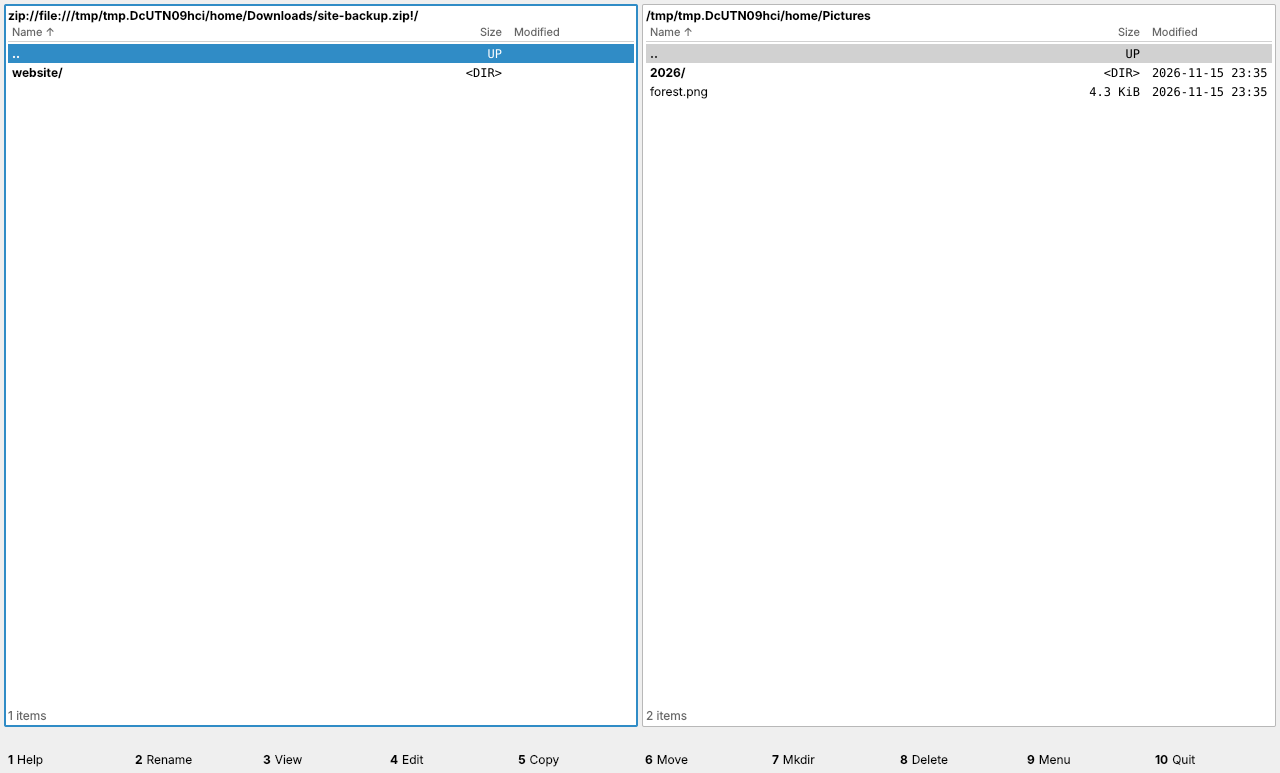 zip://file:///tmp/tmp.DcUTN09hci/home/Downloads/site-backup.zip!/
Name ↑ Size Modified
.. UP
website/ <DIR>
1 items
/tmp/tmp.DcUTN09hci/home/Pictures
Name ↑ Size Modified
.. UP
2026/ <DIR> 2026-11-15 23:35
forest.png 4.3 KiB 2026-11-15 23:35
2 items
1 Help 2 Rename 3 View 4 Edit 5 Copy 6 Move 7 Mkdir 8 Delete 9 Menu 10 Quit